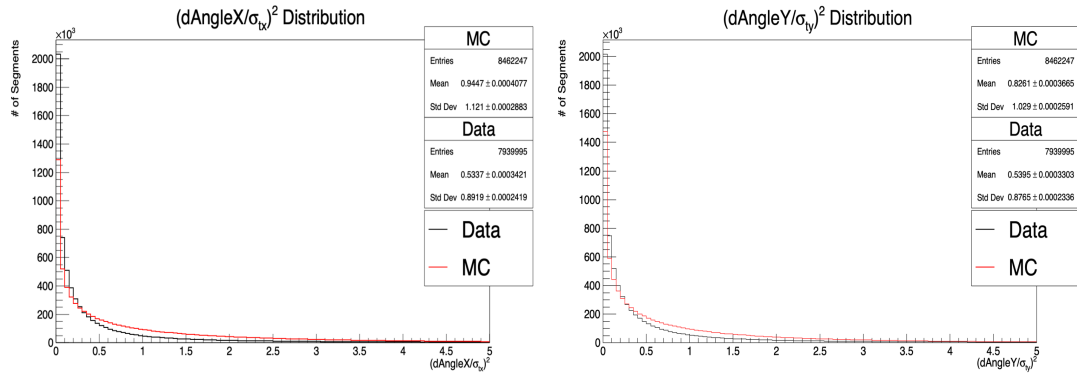 (dAngleX/σtx)² Distribution
×10³
# of Segments
2000
1800
1600
1400
1200
1000
800
600
400
200
0
0 0.5 1 1.5 2 2.5 3 3.5 4 4.5 5
(dAngleX/σtx)²
MC
Entries 8462247
Mean 0.9447 ± 0.0004077
Std Dev 1.121 ± 0.0002883
Data
Entries 7939995
Mean 0.5337 ± 0.0003421
Std Dev 0.8919 ± 0.0002419
Data
MC
(dAngleY/σty)² Distribution
×10³
# of Segments
2000
1800
1600
1400
1200
1000
800
600
400
200
0
0 0.5 1 1.5 2 2.5 3 3.5 4 4.5 5
(dAngleY/σty)²
MC
Entries 8462247
Mean 0.8261 ± 0.0003665
Std Dev 1.029 ± 0.0002591
Data
Entries 7939995
Mean 0.5395 ± 0.0003303
Std Dev 0.8765 ± 0.0002336
Data
MC